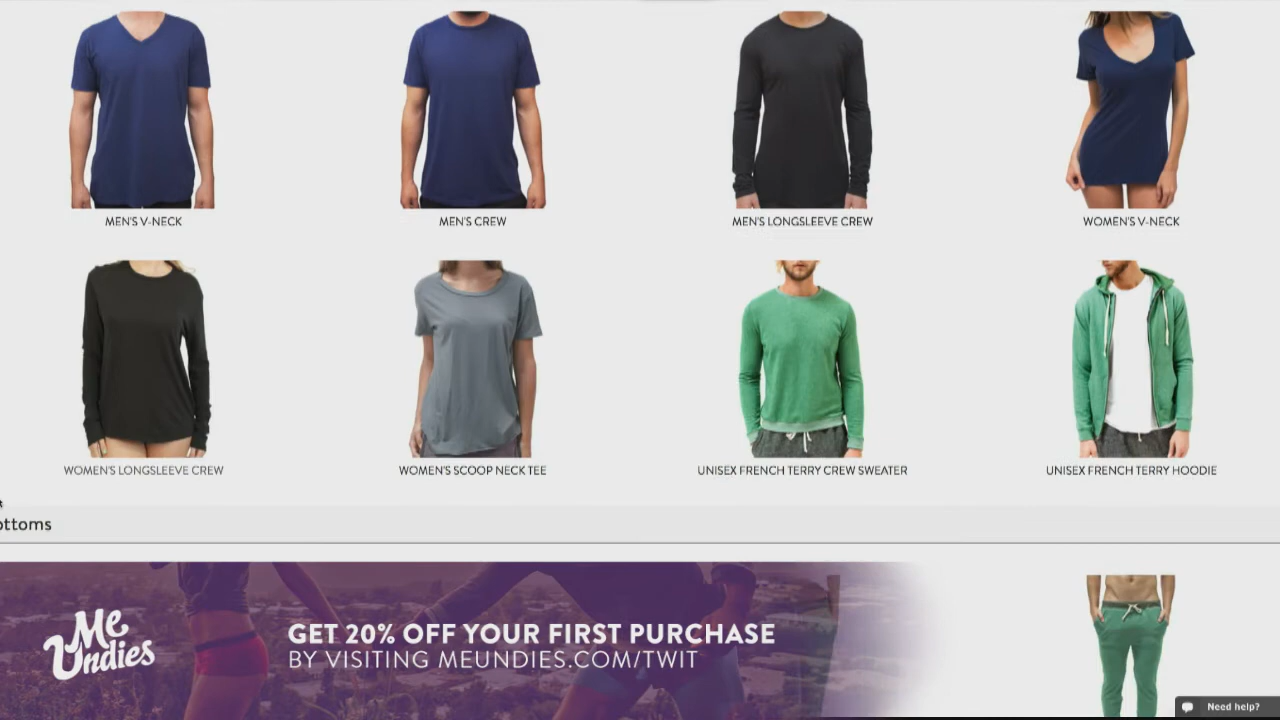 MEN'S V-NECK
MEN'S CREW
MEN'S LONGSLEEVE CREW
WOMEN'S V-NECK
WOMEN'S LONGSLEEVE CREW
WOMEN'S SCOOP NECK TEE
UNISEX FRENCH TERRY CREW SWEATER
UNISEX FRENCH TERRY HOODIE
ottoms
Me
Undies
GET 20% OFF YOUR FIRST PURCHASE
BY VISITING MEUNDIES.COM/TWIT
Need help?